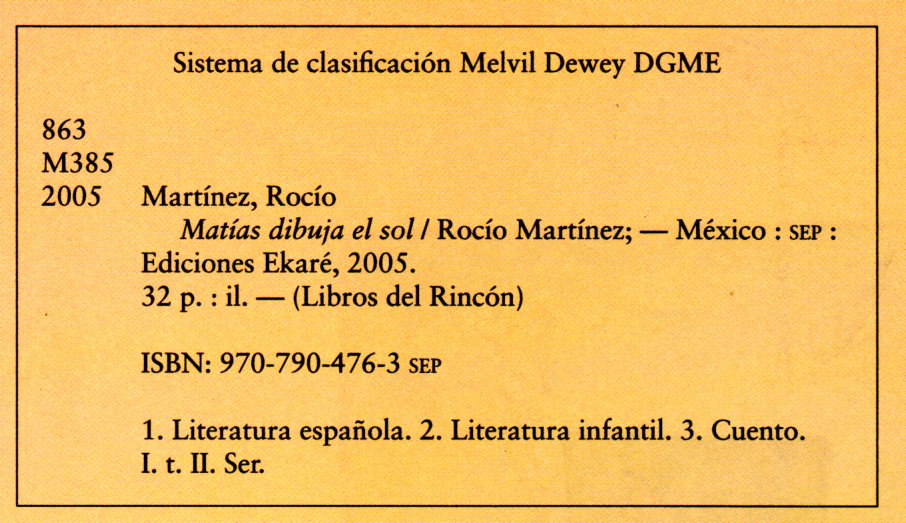 Sistema de clasificación Melvil Dewey DGME
863
M385
2005 Martínez, Rocío
Matías dibuja el sol / Rocío Martínez; — México : SEP :
Ediciones Ekaré, 2005.
32 p. : il. — (Libros del Rincón)
ISBN: 970-790-476-3 SEP
1. Literatura española. 2. Literatura infantil. 3. Cuento.
I. t. II. Ser.